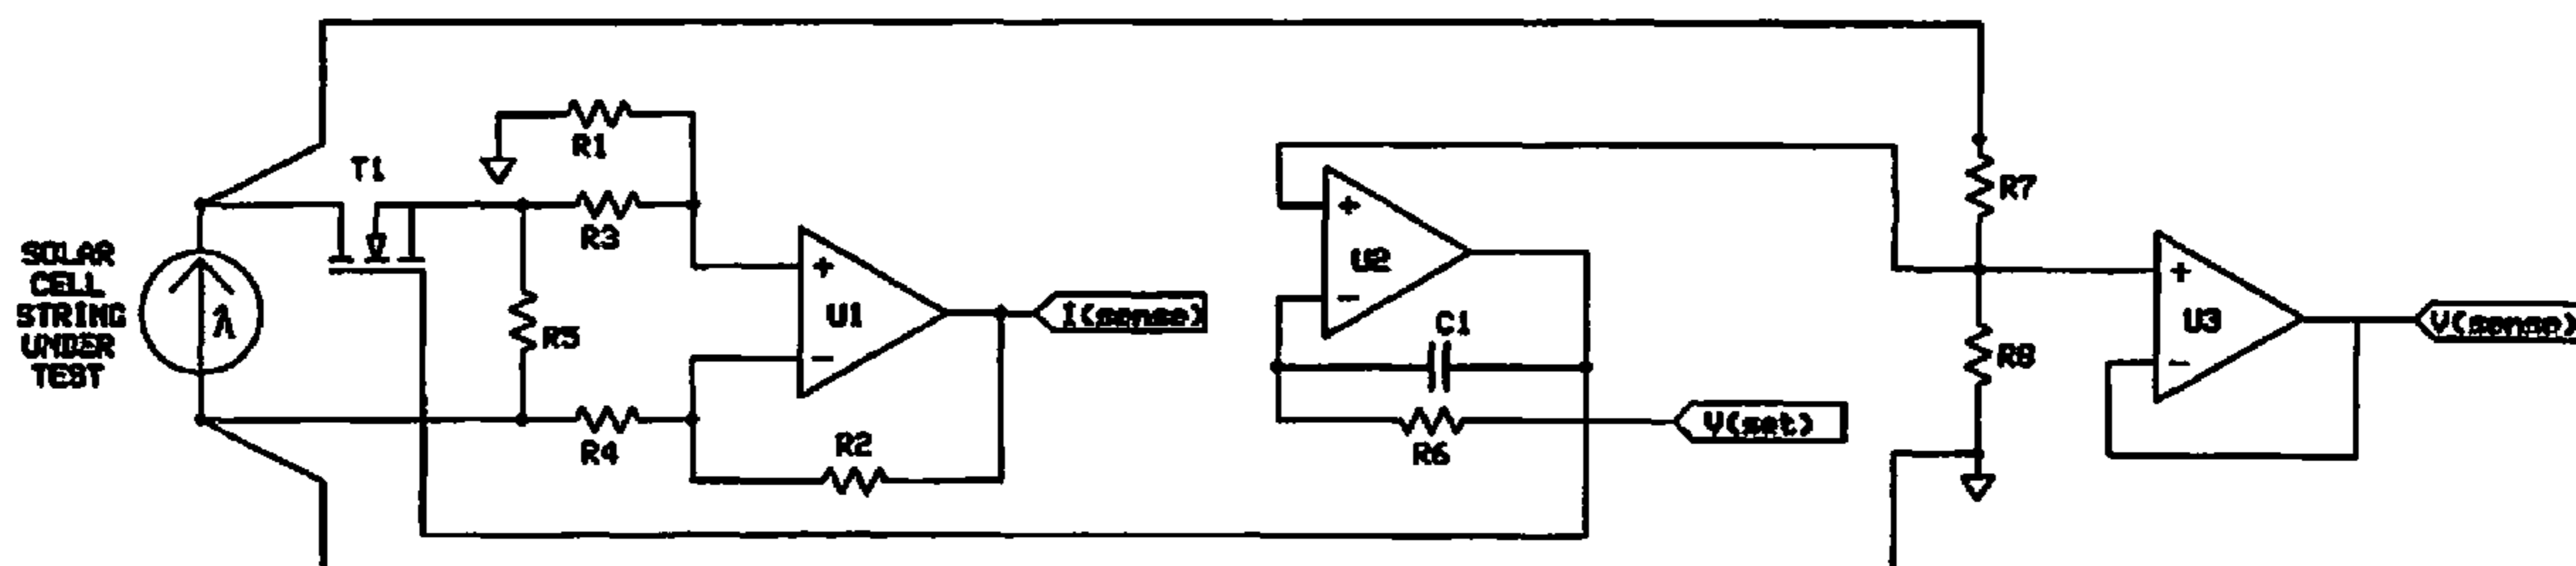 R1
T1
R3
SOLAR
CELL
STRING
UNDER
TEST
λ
R5
+
U1
−
I(sense)
R4
R2
+
U2
−
C1
R6
V(set)
R7
R8
+
U3
−
V(sense)